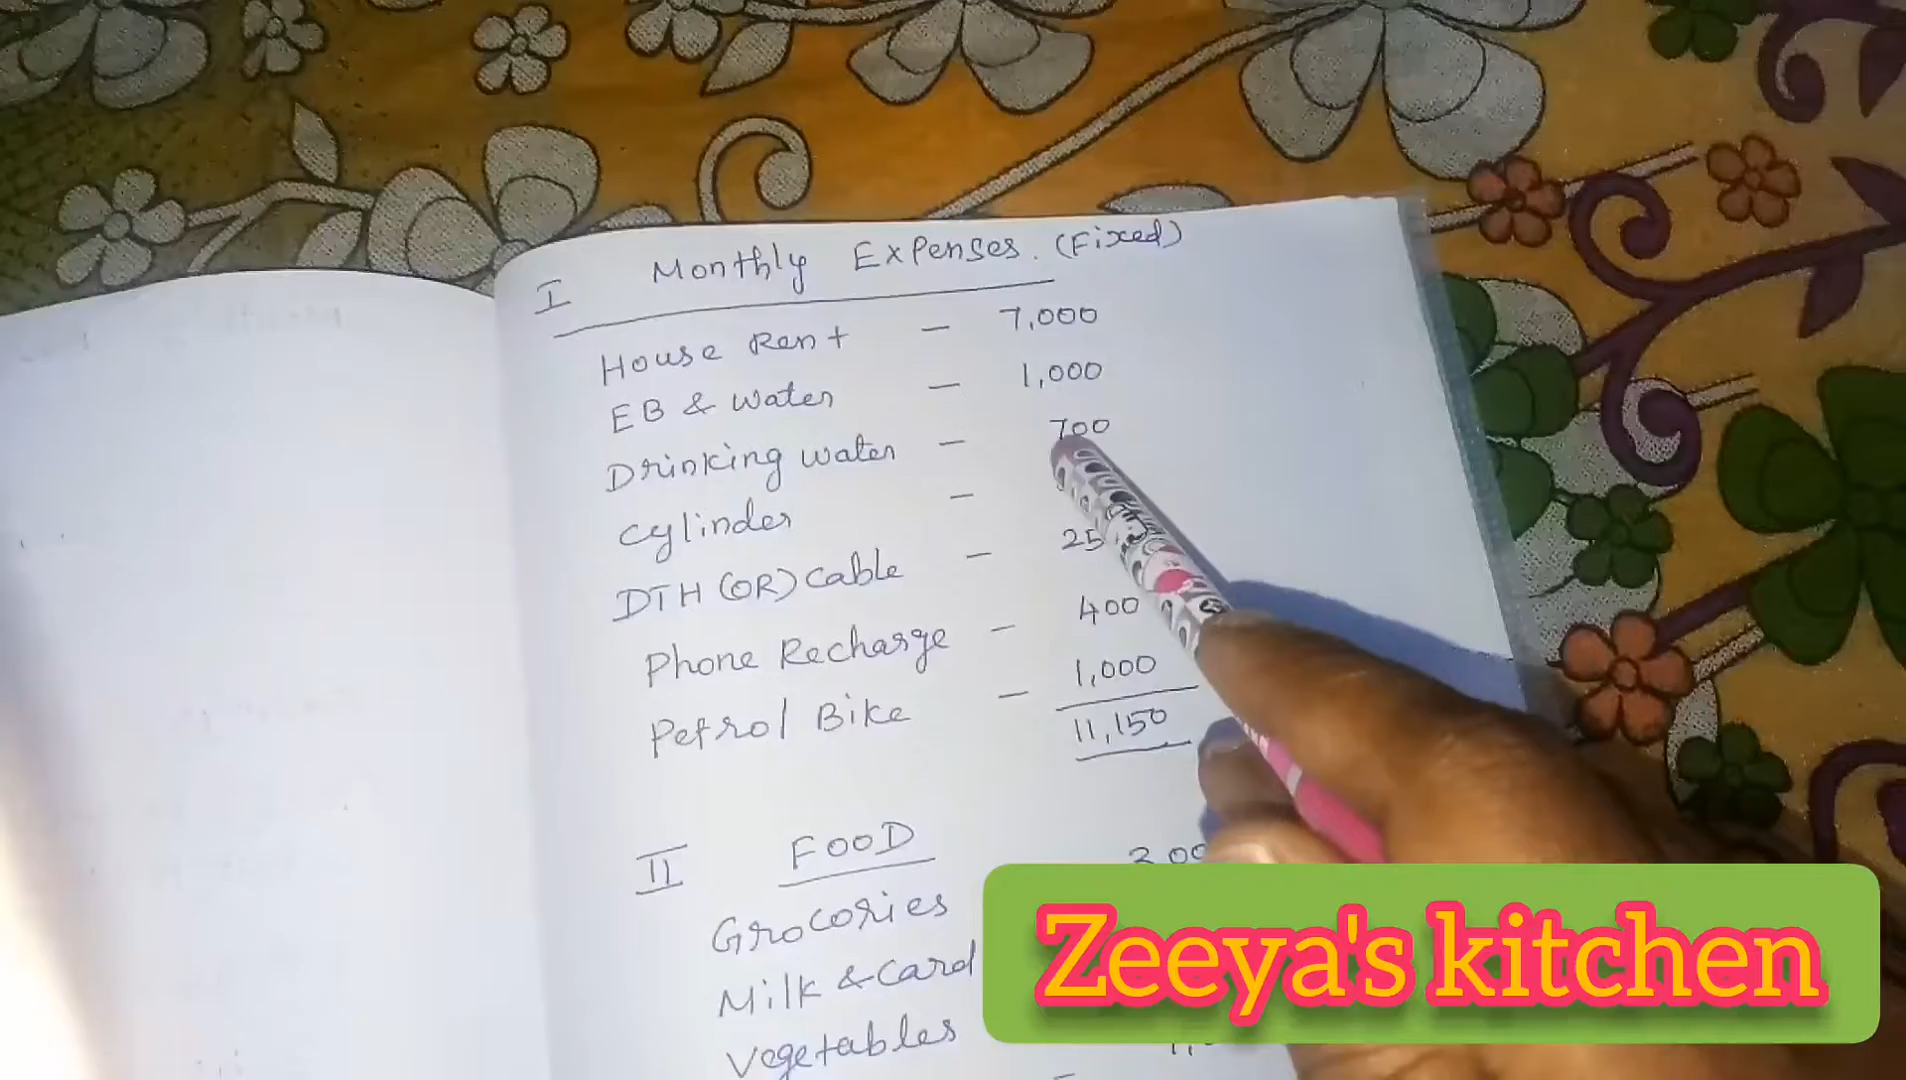 I Monthly Expenses. (Fixed)
House Rent – 7,000
EB & Water – 1,000
Drinking water – 700
Cylinder –
DTH (OR) Cable – 25
Phone Recharge – 400
Petrol Bike – 1,000
11,150
II FOOD
Grocories
Milk & Card
Vegetables
Zeeya's kitchen